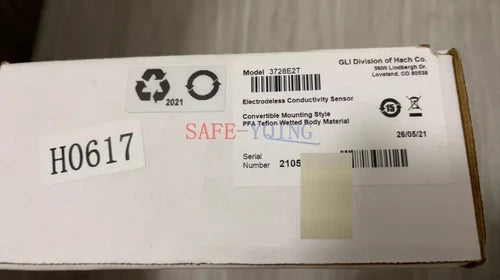 Model 3728E2T
GLI Division of Hach Co.
5600 Lindbergh Dr.
Loveland, CO 80538
2021
Electrodeless Conductivity Sensor
15
Convertible Mounting Style
PFA Teflon Wetted Body Material
SAFE-YQING
26/05/21
H0617
Serial
Number 2105